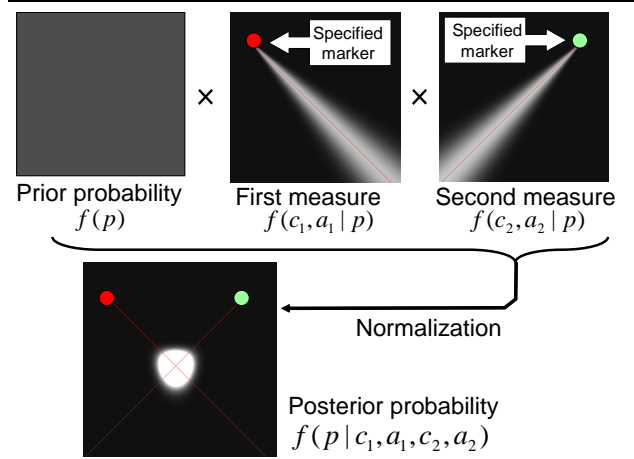 Specified
marker
Specified
marker
×
×
Prior probability
f(p)
First measure
f(c₁, a₁ | p)
Second measure
f(c₂, a₂ | p)
Normalization
Posterior probability
f(p | c₁, a₁, c₂, a₂)